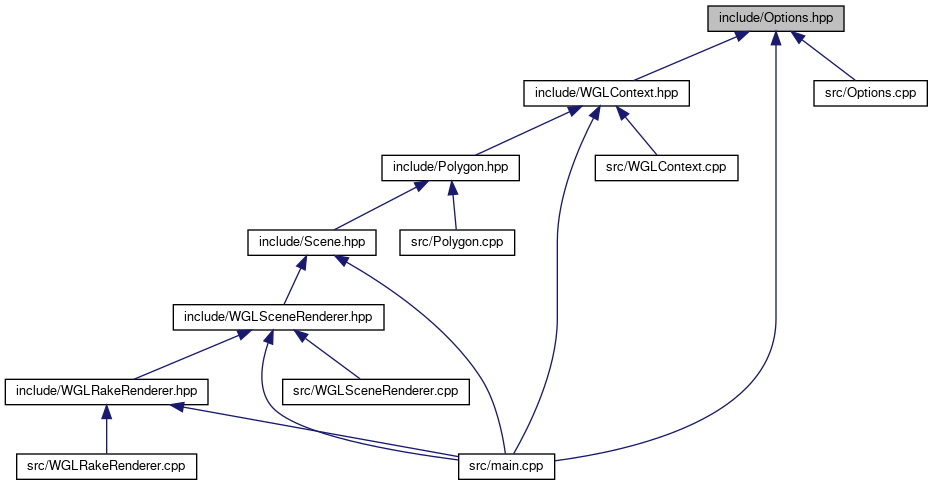 include/Options.hpp
include/WGLContext.hpp
src/Options.cpp
include/Polygon.hpp
src/WGLContext.cpp
include/Scene.hpp
src/Polygon.cpp
include/WGLSceneRenderer.hpp
include/WGLRakeRenderer.hpp
src/WGLSceneRenderer.cpp
src/WGLRakeRenderer.cpp
src/main.cpp